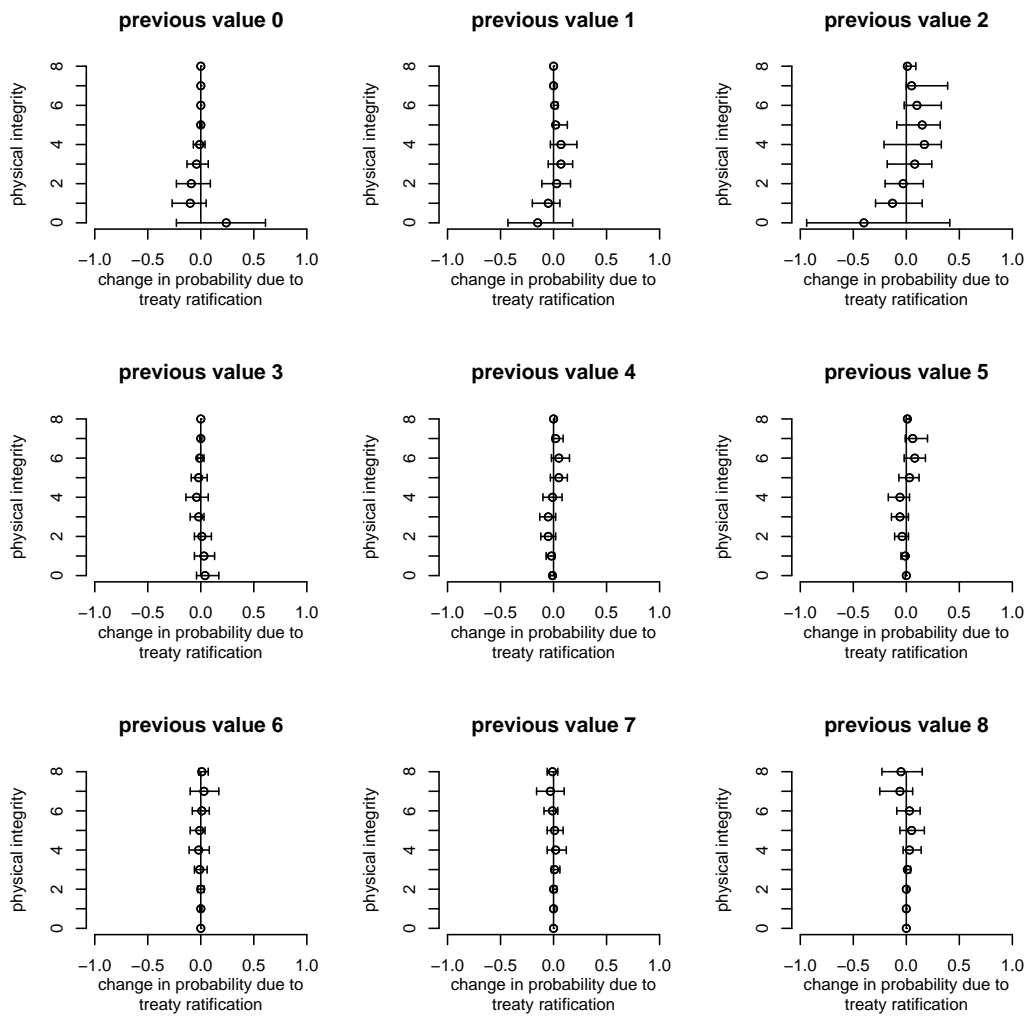 previous value 0
previous value 1
previous value 2
physical integrity
physical integrity
physical integrity
8
6
4
2
0
8
6
4
2
0
8
6
4
2
0
−1.0 −0.5 0.0 0.5 1.0
−1.0 −0.5 0.0 0.5 1.0
−1.0 −0.5 0.0 0.5 1.0
change in probability due to
treaty ratification
change in probability due to
treaty ratification
change in probability due to
treaty ratification
previous value 3
previous value 4
previous value 5
physical integrity
physical integrity
physical integrity
8
6
4
2
0
8
6
4
2
0
8
6
4
2
0
−1.0 −0.5 0.0 0.5 1.0
−1.0 −0.5 0.0 0.5 1.0
−1.0 −0.5 0.0 0.5 1.0
change in probability due to
treaty ratification
change in probability due to
treaty ratification
change in probability due to
treaty ratification
previous value 6
previous value 7
previous value 8
physical integrity
physical integrity
physical integrity
8
6
4
2
0
8
6
4
2
0
8
6
4
2
0
−1.0 −0.5 0.0 0.5 1.0
−1.0 −0.5 0.0 0.5 1.0
−1.0 −0.5 0.0 0.5 1.0
change in probability due to
treaty ratification
change in probability due to
treaty ratification
change in probability due to
treaty ratification